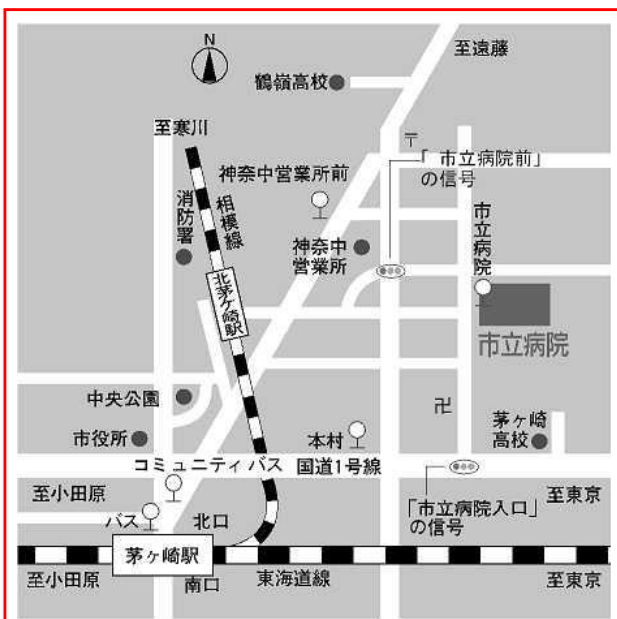 N
至遠藤
鶴嶺高校
至寒川
〒
「市立病院前」
の信号
神奈中営業所前
消防署
相模線
市立病院
神奈中
営業所
北茅ヶ崎駅
市立病院
中央公園
卍
茅ヶ崎
高校
市役所
本村
コミュニティバス
国道1号線
至小田原
「市立病院入口」
の信号
至東京
バス
北口
茅ヶ崎駅
至小田原
南口
東海道線
至東京